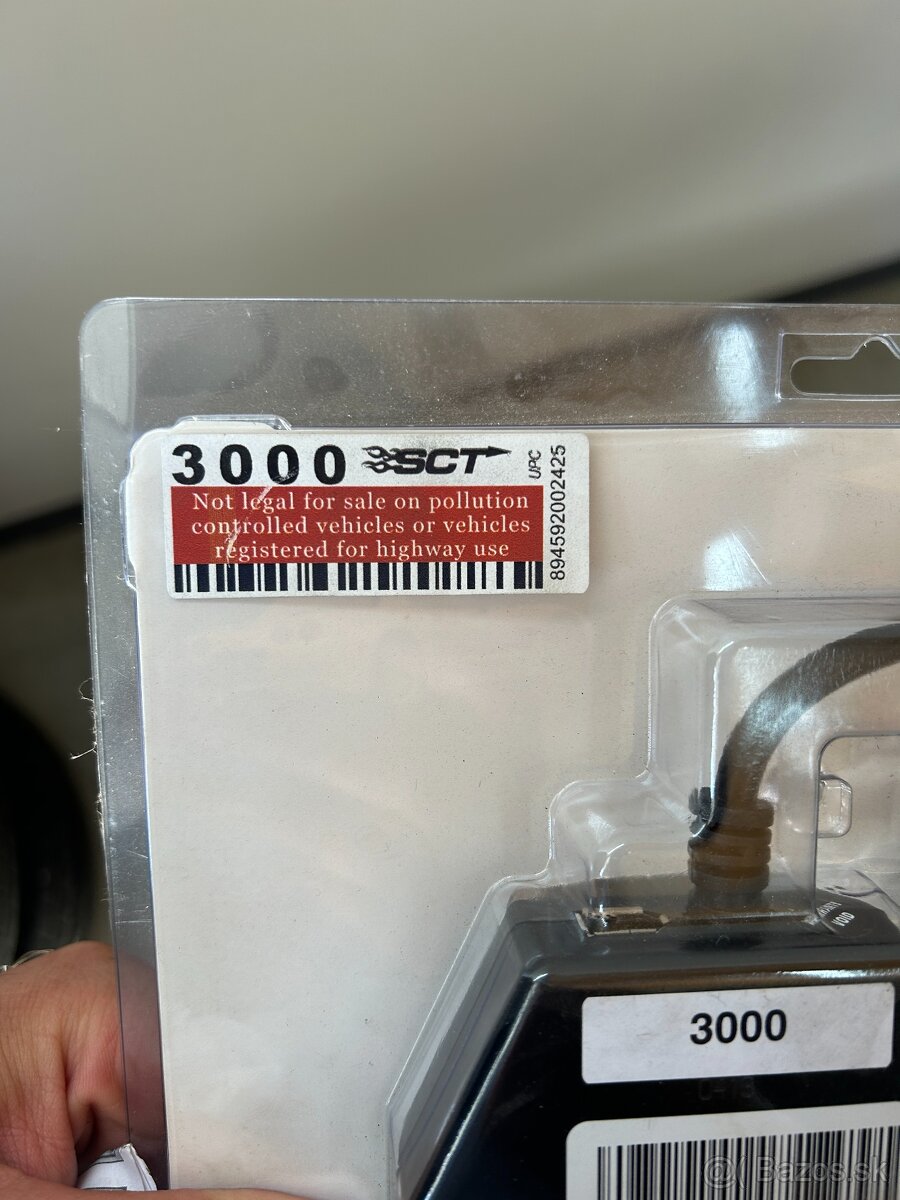 3000 SCT UPC
Not legal for sale on pollution
controlled vehicles or vehicles
registered for highway use
894592002425
VOID
3000
Bazos.sk